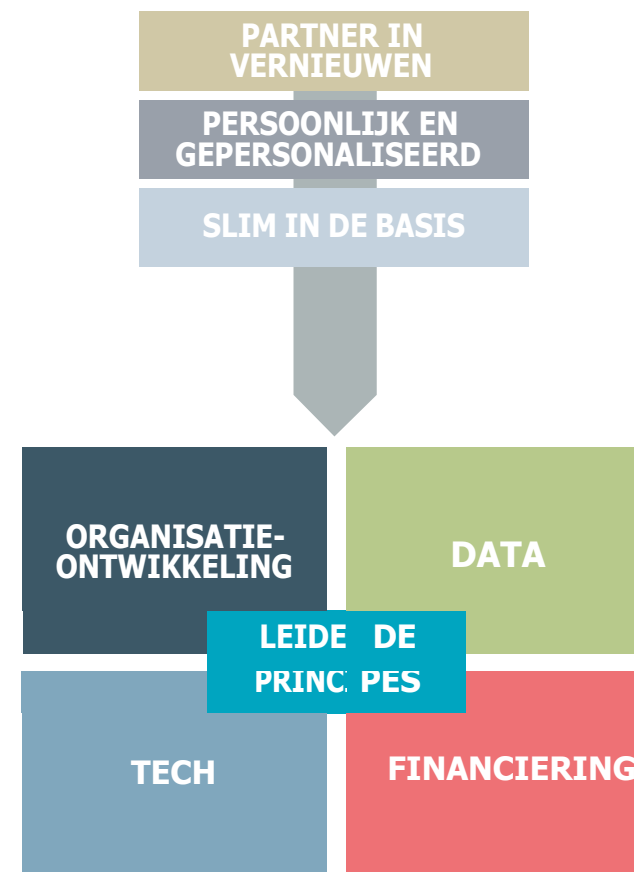 PARTNER IN
VERNIEUWEN
PERSOONLIJK EN
GEPERSONALISEERD
SLIM IN DE BASIS
ORGANISATIE-
ONTWIKKELING
DATA
LEIDE DE
PRINC PES
TECH
FINANCIERING